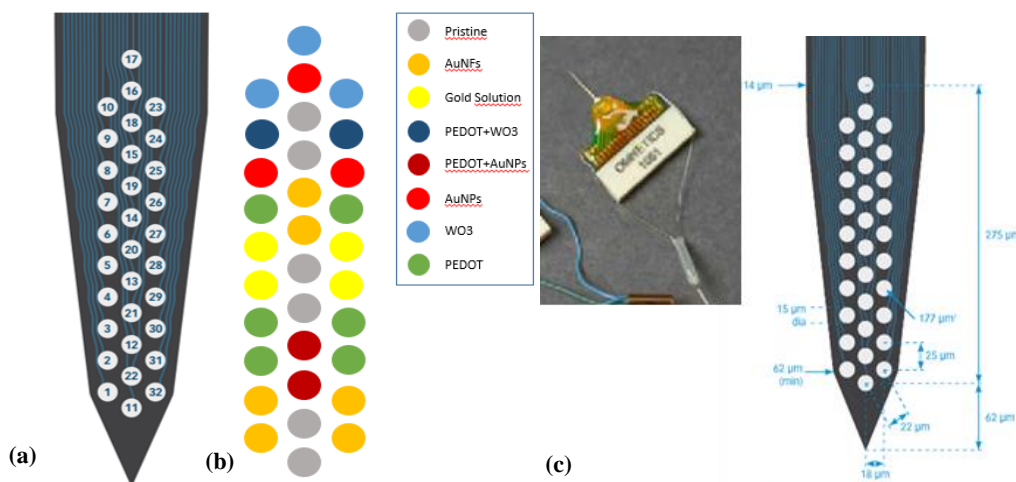 17
16
10 23
18
9 24
15
8 25
19
7 26
14
6 27
20
5 28
13
4 29
21
3 30
12
2 31
22
1 32
11
(a)
(b)
Pristine
AuNFs
Gold Solution
PEDOT+WO3
PEDOT+AuNPs
AuNPs
WO3
PEDOT
OMNETICS
(c)
14 µm
275 µm
15 µm
dia
177 µm²
25 µm
62 µm
(min)
22 µm
62 µm
18 µm